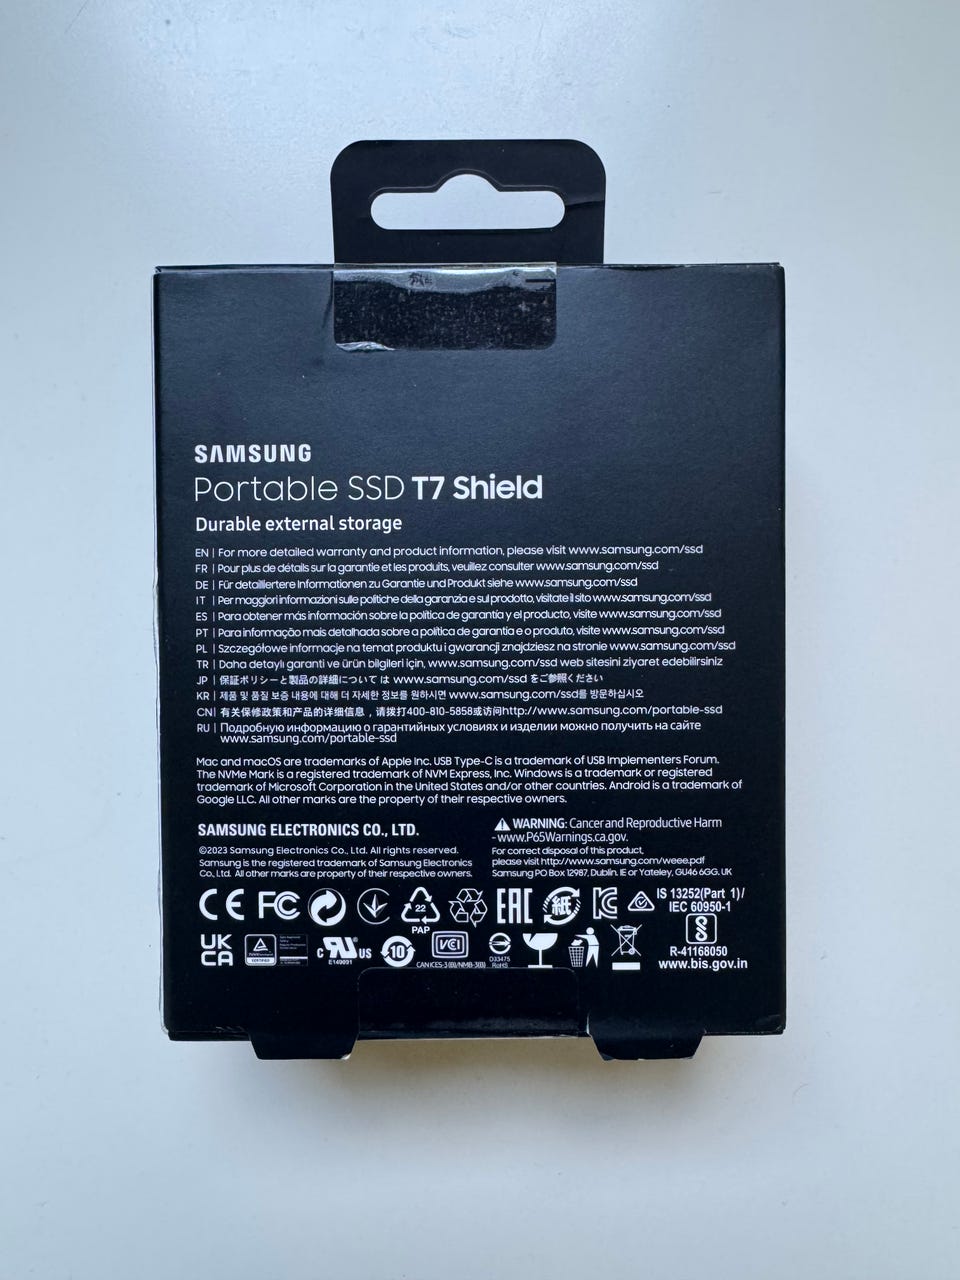 SAMSUNG
Portable SSD T7 Shield
Durable external storage
EN | For more detailed warranty and product information, please visit www.samsung.com/ssd
FR | Pour plus de détails sur la garantie et les produits, veuillez consulter www.samsung.com/ssd
DE | Für detailliertere Informationen zu Garantie und Produkt siehe www.samsung.com/ssd
IT | Per maggiori informazioni sulle politiche della garanzia e sul prodotto, visitate il sito www.samsung.com/ssd
ES | Para obtener más información sobre la política de garantía y el producto, visite www.samsung.com/ssd
PT | Para informação mais detalhada sobre a política de garantia e o produto, visite www.samsung.com/ssd
PL | Szczegółowe informacje na temat produktu i gwarancji znajdziesz na stronie www.samsung.com/ssd
TR | Daha detaylı garanti ve ürün bilgileri için, www.samsung.com/ssd web sitesini ziyaret edebilirsiniz
JP | 保証ポリシーと製品の詳細については www.samsung.com/ssd をご参照ください
KR | 제품 및 품질 보증 내용에 대해 더 자세한 정보를 원하시면 www.samsung.com/ssd를 방문하십시오
CN| 有关保修政策和产品的详细信息，请拨打400-810-5858或访问http://www.samsung.com/portable-ssd
RU | Подробную информацию о гарантийных условиях и изделии можно получить на сайте
www.samsung.com/portable-ssd
Mac and macOS are trademarks of Apple Inc. USB Type-C is a trademark of USB Implementers Forum.
The NVMe Mark is a registered trademark of NVM Express, Inc. Windows is a trademark or registered
trademark of Microsoft Corporation in the United States and/or other countries. Android is a trademark of
Google LLC. All other marks are the property of their respective owners.
SAMSUNG ELECTRONICS CO., LTD.
©2023 Samsung Electronics Co., Ltd. All rights reserved.
Samsung is the registered trademark of Samsung Electronics
Co., Ltd. All other marks are property of their respective owners.
WARNING: Cancer and Reproductive Harm
- www.P65Warnings.ca.gov.
For correct disposal of this product,
please visit http://www.samsung.com/weee.pdf
Samsung PO Box 12987, Dublin. IE or Yateley, GU46 6GG. UK
CE FC 22 PAP EAC 紙 KC
IS 13252(Part 1)/
IEC 60950-1
R-41168050
www.bis.gov.in
UK
CA
c RU US
E149091
10
VCI
CAN ICES-3 (B)/NMB-3(B)
D33475
RoHS